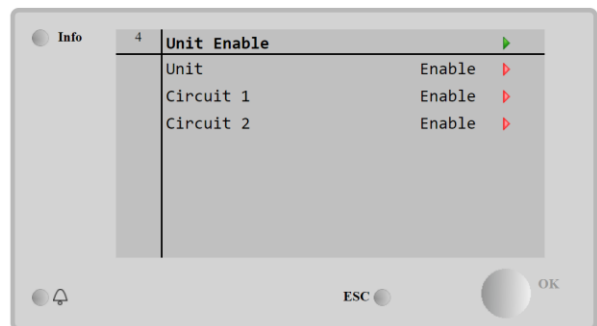 Info
4 Unit Enable
Unit Enable
Circuit 1 Enable
Circuit 2 Enable
ESC
OK